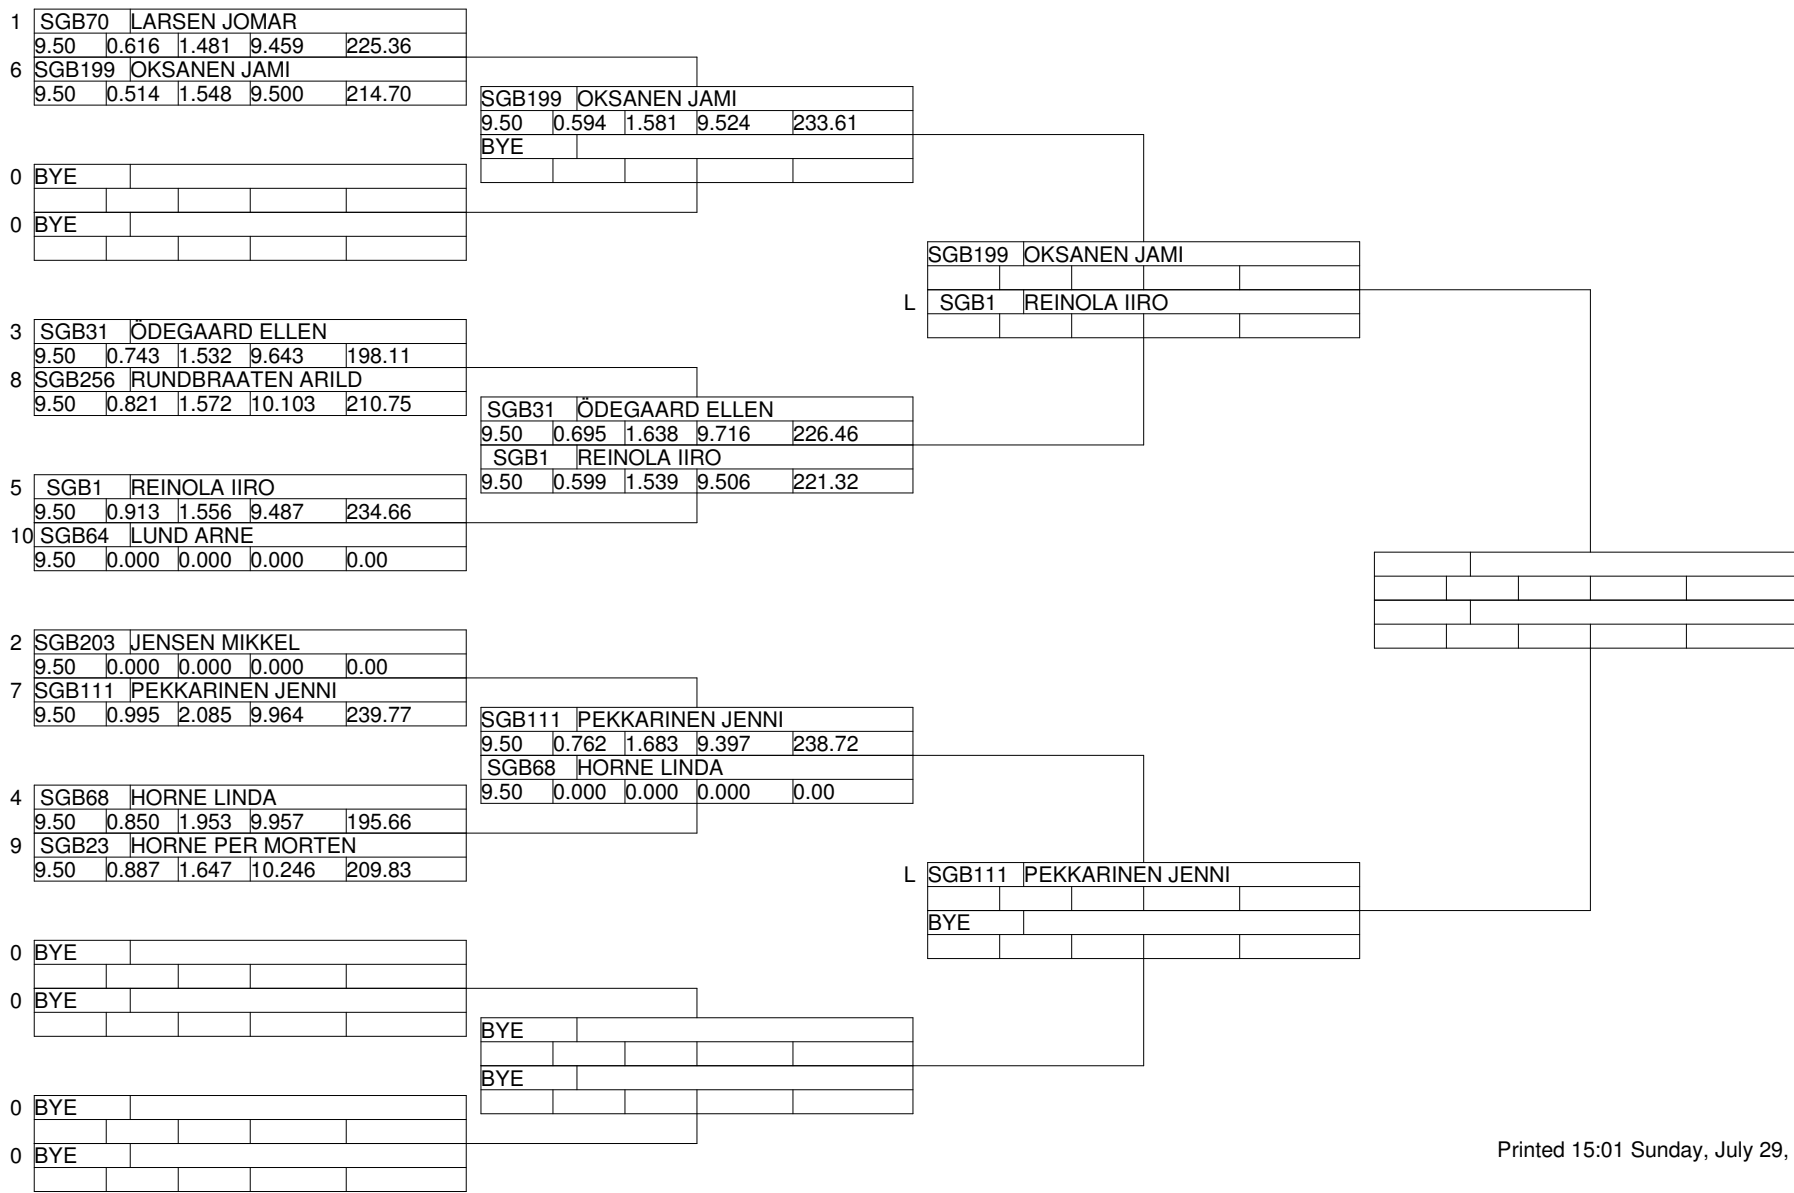 1 SGB70 LARSEN JOMAR
9.50 0.616 1.481 9.459 225.36
6 SGB199 OKSANEN JAMI
9.50 0.514 1.548 9.500 214.70
0 BYE
0 BYE
3 SGB31 ÖDEGAARD ELLEN
9.50 0.743 1.532 9.643 198.11
8 SGB256 RUNDBRAATEN ARILD
9.50 0.821 1.572 10.103 210.75
5 SGB1 REINOLA IIRO
9.50 0.913 1.556 9.487 234.66
10 SGB64 LUND ARNE
9.50 0.000 0.000 0.000 0.00
2 SGB203 JENSEN MIKKEL
9.50 0.000 0.000 0.000 0.00
7 SGB111 PEKKARINEN JENNI
9.50 0.995 2.085 9.964 239.77
4 SGB68 HORNE LINDA
9.50 0.850 1.953 9.957 195.66
9 SGB23 HORNE PER MORTEN
9.50 0.887 1.647 10.246 209.83
0 BYE
0 BYE
0 BYE
0 BYE
SGB199 OKSANEN JAMI
9.50 0.594 1.581 9.524 233.61
BYE
SGB31 ÖDEGAARD ELLEN
9.50 0.695 1.638 9.716 226.46
SGB1 REINOLA IIRO
9.50 0.599 1.539 9.506 221.32
SGB111 PEKKARINEN JENNI
9.50 0.762 1.683 9.397 238.72
SGB68 HORNE LINDA
9.50 0.000 0.000 0.000 0.00
BYE
BYE
SGB199 OKSANEN JAMI
L SGB1 REINOLA IIRO
L SGB111 PEKKARINEN JENNI
BYE
Printed 15:01 Sunday, July 29,